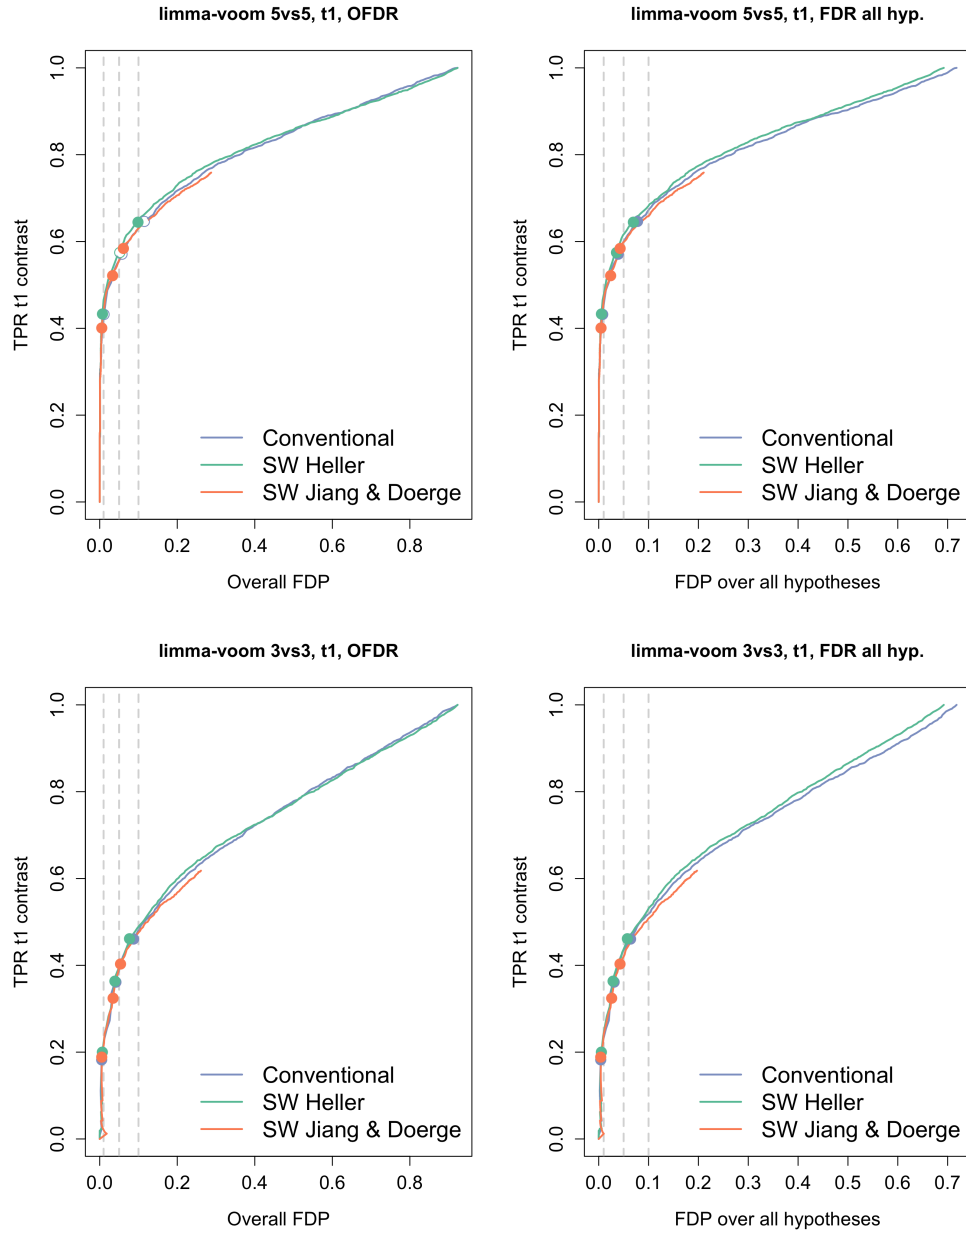 limma-voom 5vs5, t1, OFDR
TPR t1 contrast
1.0
0.8
0.6
0.4
0.2
0.0
Conventional
SW Heller
SW Jiang & Doerge
0.0 0.2 0.4 0.6 0.8
Overall FDP
limma-voom 5vs5, t1, FDR all hyp.
TPR t1 contrast
1.0
0.8
0.6
0.4
0.2
0.0
Conventional
SW Heller
SW Jiang & Doerge
0.0 0.1 0.2 0.3 0.4 0.5 0.6 0.7
FDP over all hypotheses
limma-voom 3vs3, t1, OFDR
TPR t1 contrast
1.0
0.8
0.6
0.4
0.2
0.0
Conventional
SW Heller
SW Jiang & Doerge
0.0 0.2 0.4 0.6 0.8
Overall FDP
limma-voom 3vs3, t1, FDR all hyp.
TPR t1 contrast
1.0
0.8
0.6
0.4
0.2
0.0
Conventional
SW Heller
SW Jiang & Doerge
0.0 0.1 0.2 0.3 0.4 0.5 0.6 0.7
FDP over all hypotheses